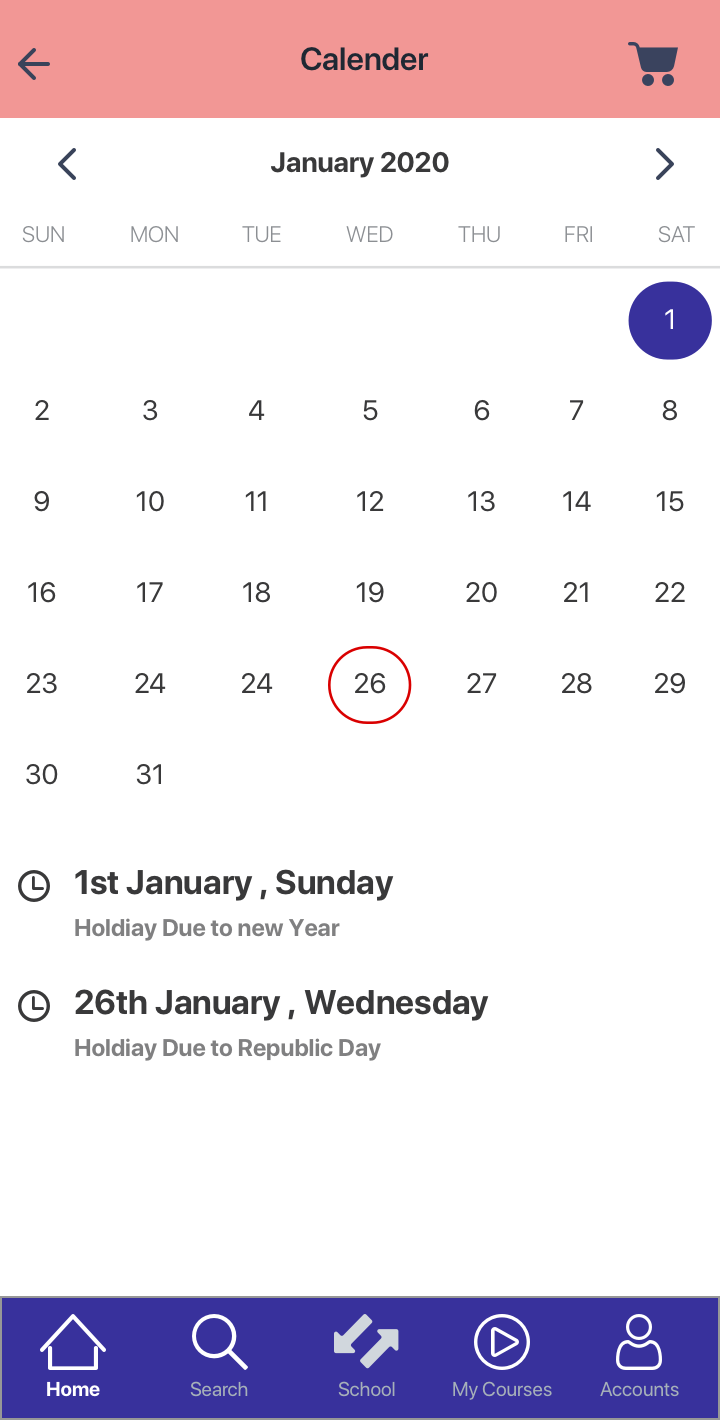 Calender
January 2020
SUN MON TUE WED THU FRI SAT
1
2 3 4 5 6 7 8
9 10 11 12 13 14 15
16 17 18 19 20 21 22
23 24 24 26 27 28 29
30 31
1st January , Sunday
Holdiay Due to new Year
26th January , Wednesday
Holdiay Due to Republic Day
Home Search School My Courses Accounts